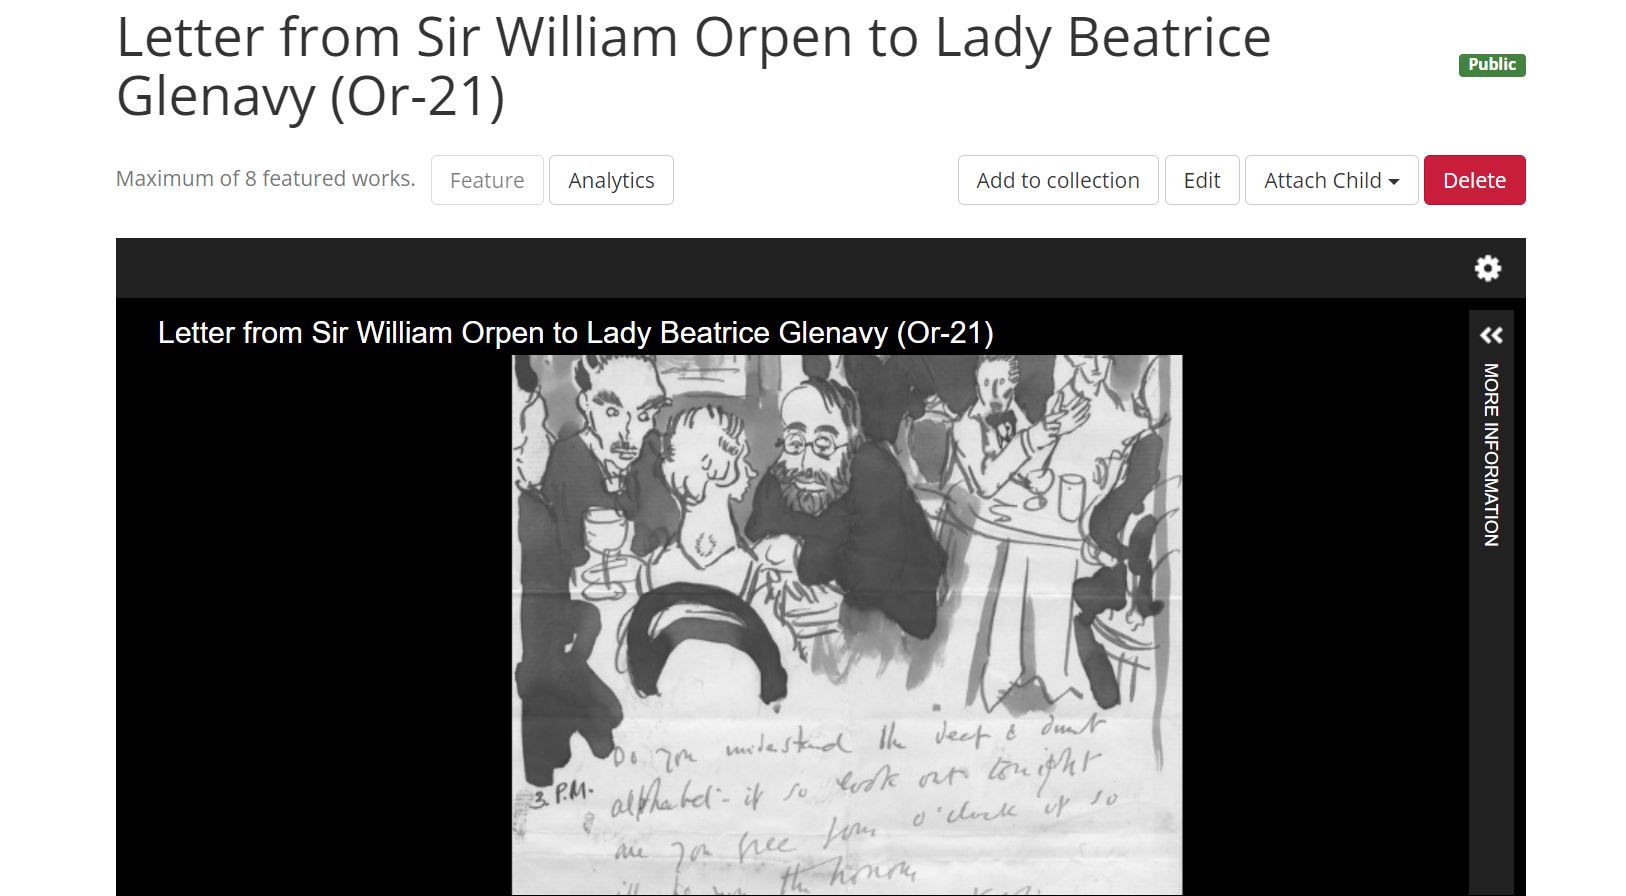 Letter from Sir William Orpen to Lady Beatrice
Glenavy (Or-21)
Public
Maximum of 8 featured works.
Feature
Analytics
Add to collection
Edit
Attach Child
Delete
Letter from Sir William Orpen to Lady Beatrice Glenavy (Or-21)
MORE INFORMATION
Do you understand the deaf & dumb
3 P.M. alphabet - if so look out tonight
are you free four o'clock if so
the honour